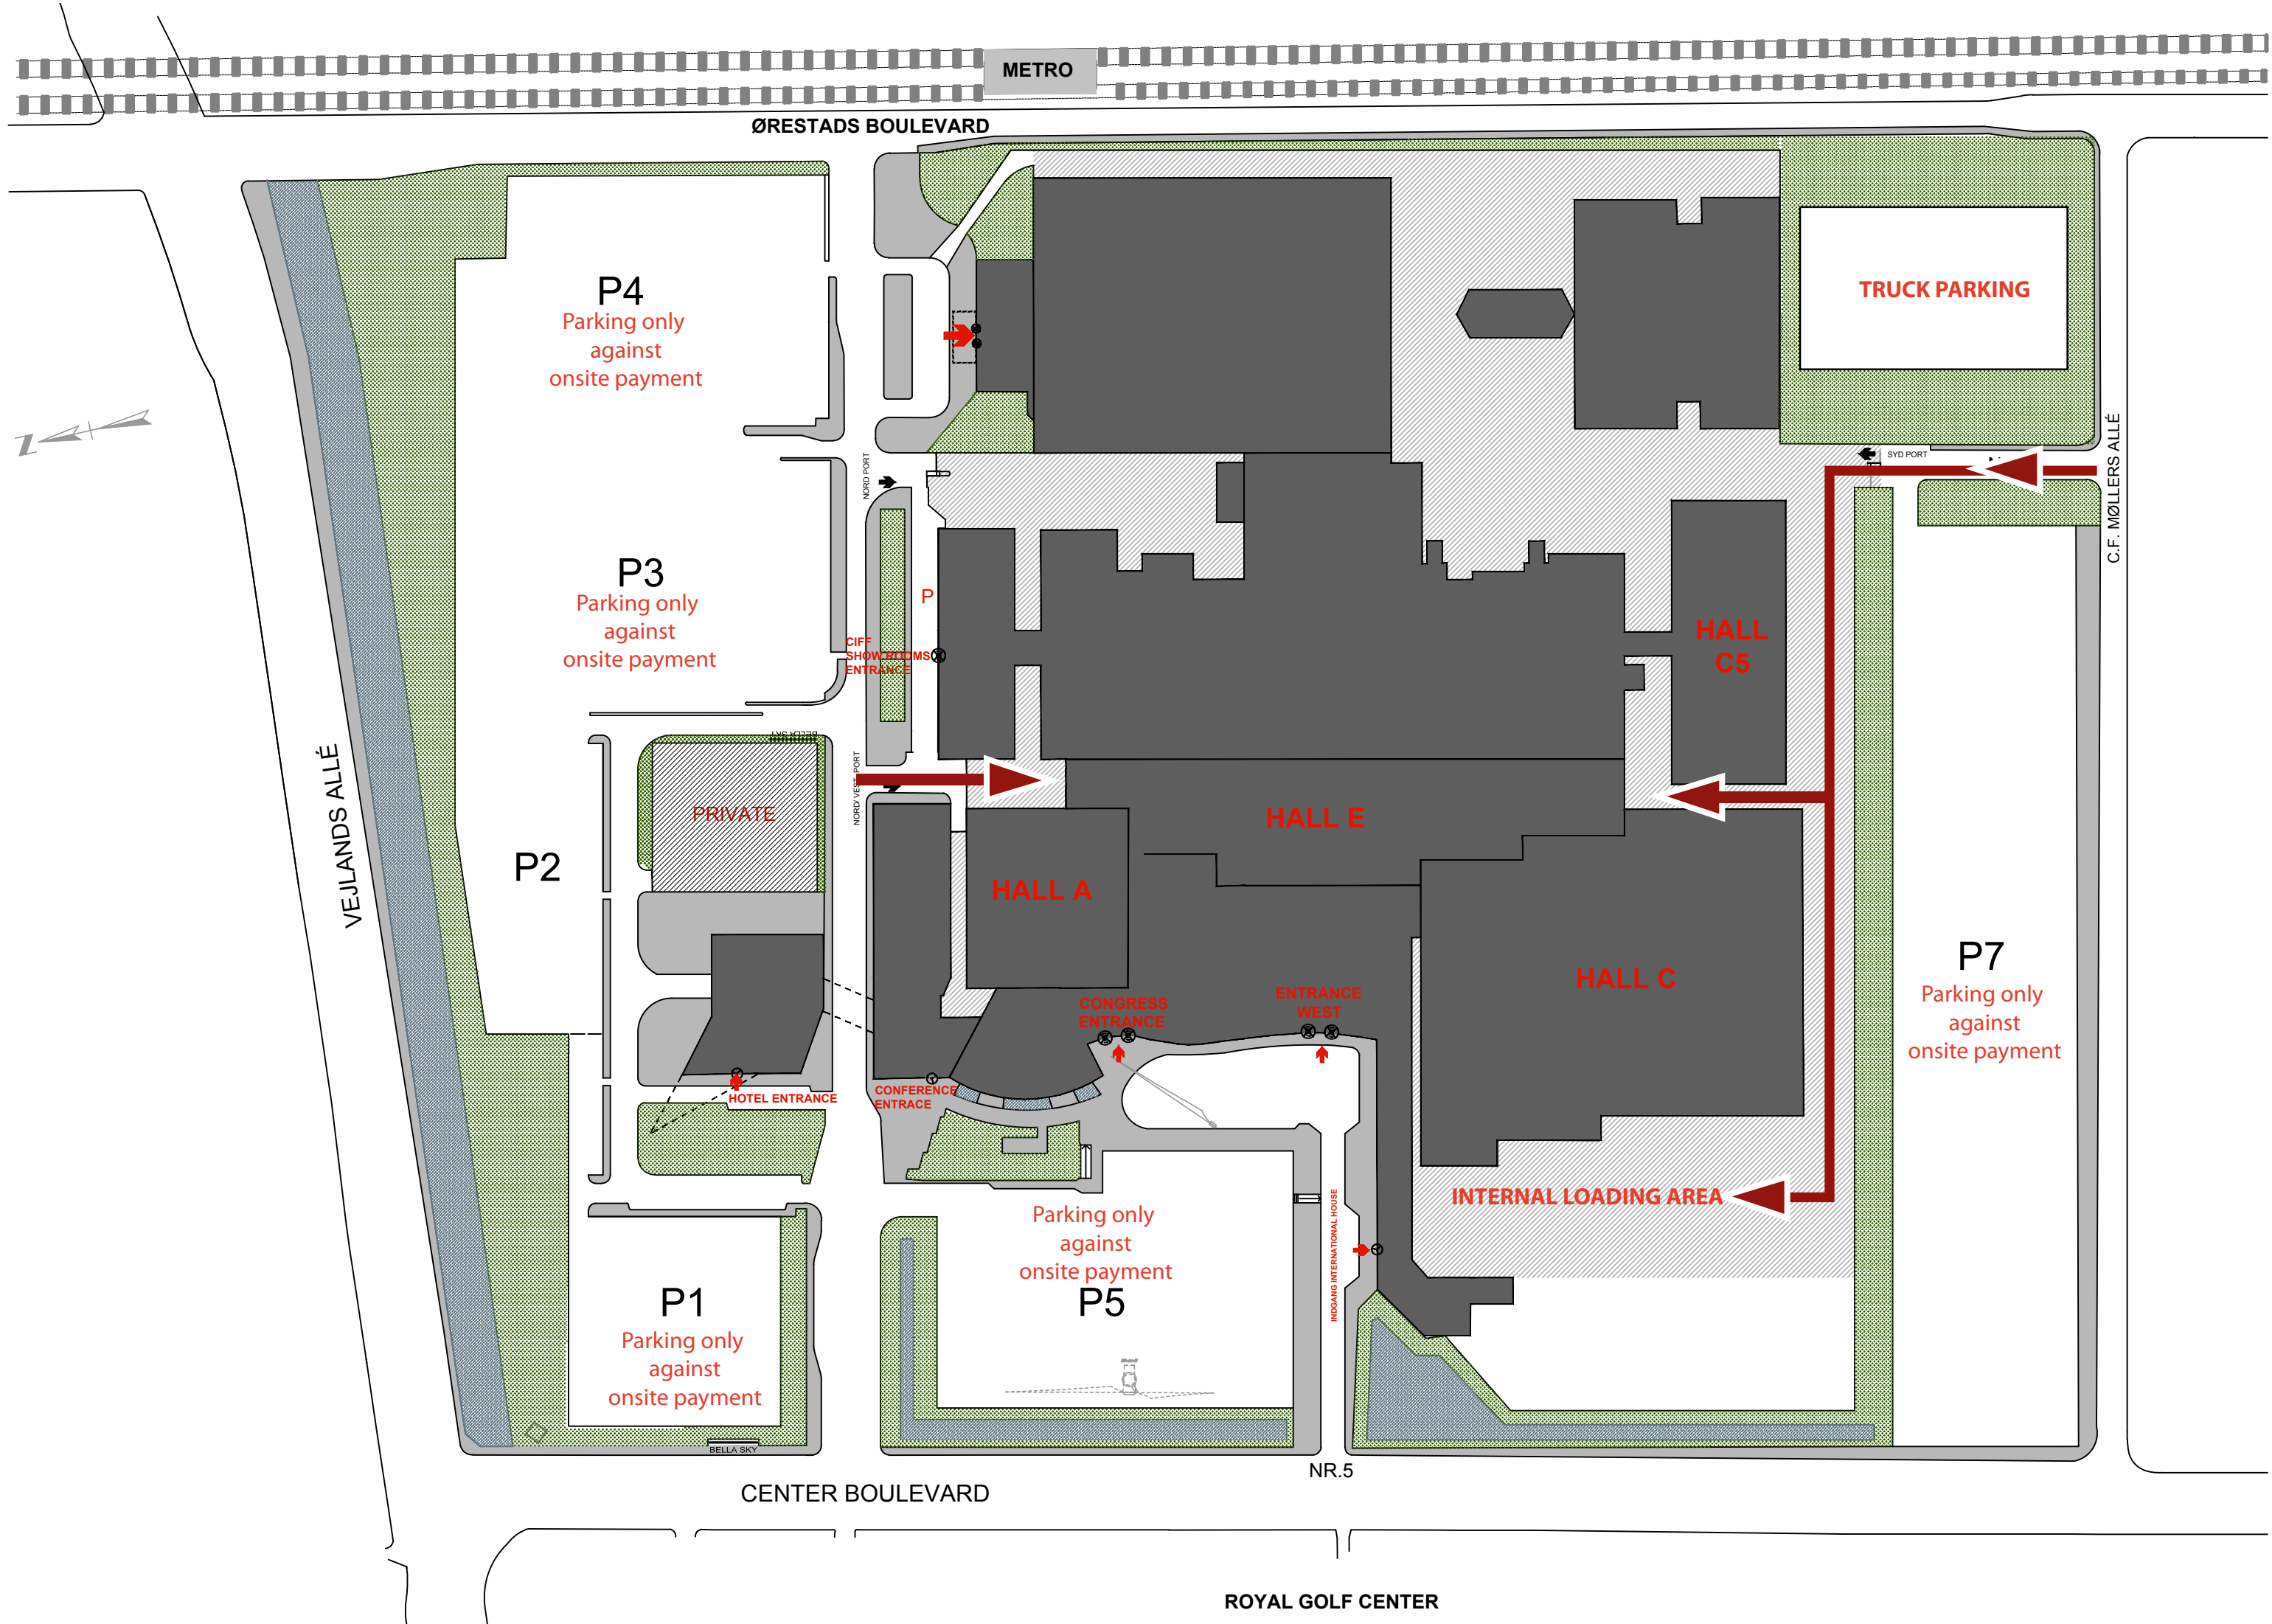 METRO
ØRESTADS BOULEVARD
P4
Parking only
against
onsite payment
TRUCK PARKING
N
C.F. MØLLERS ALLÉ
SYD PORT
NORD PORT
P3
Parking only
against
onsite payment
P
CIFF
SHOW ROOMS
ENTRANCE
HALL
C5
BELLA SKY
NORD/ VEST PORT
PRIVATE
VEJLANDS ALLÉ
P2
HALL E
HALL A
HALL C
P7
Parking only
against
onsite payment
CONGRESS
ENTRANCE
ENTRANCE
WEST
HOTEL ENTRANCE
CONFERENCE
ENTRACE
INTERNAL LOADING AREA
INDGANG INTERNATIONAL HOUSE
Parking only
against
onsite payment
P5
P1
Parking only
against
onsite payment
BELLA SKY
NR.5
CENTER BOULEVARD
ROYAL GOLF CENTER